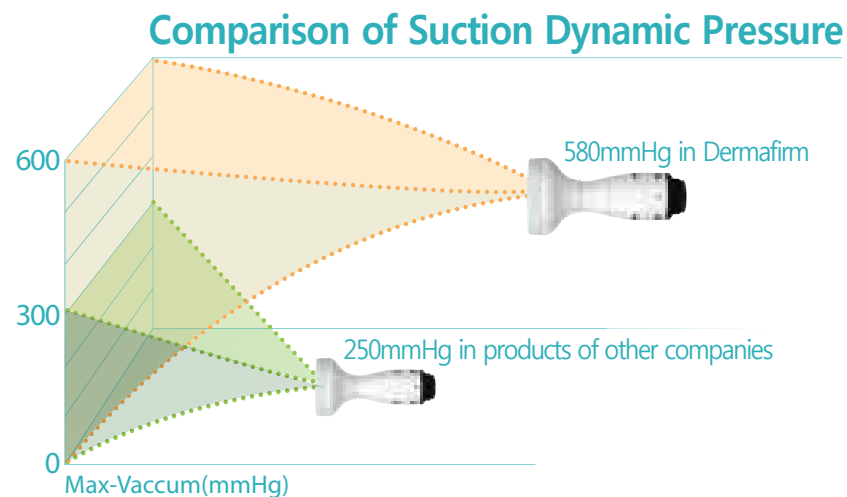 Comparison of Suction Dynamic Pressure
580mmHg in Dermafirm
600
300
250mmHg in products of other companies
0
Max-Vaccum(mmHg)